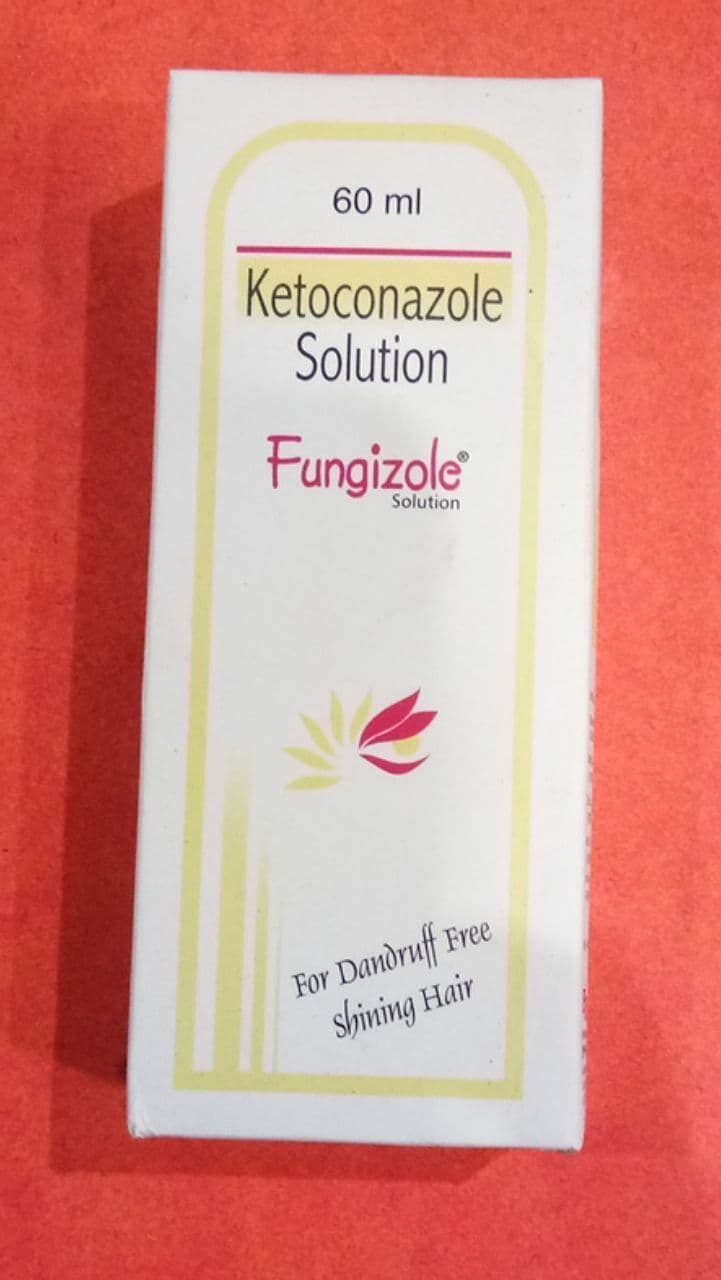 60 ml
Ketoconazole
Solution
Fungizole®
Solution
For Dandruff Free
Shining Hair